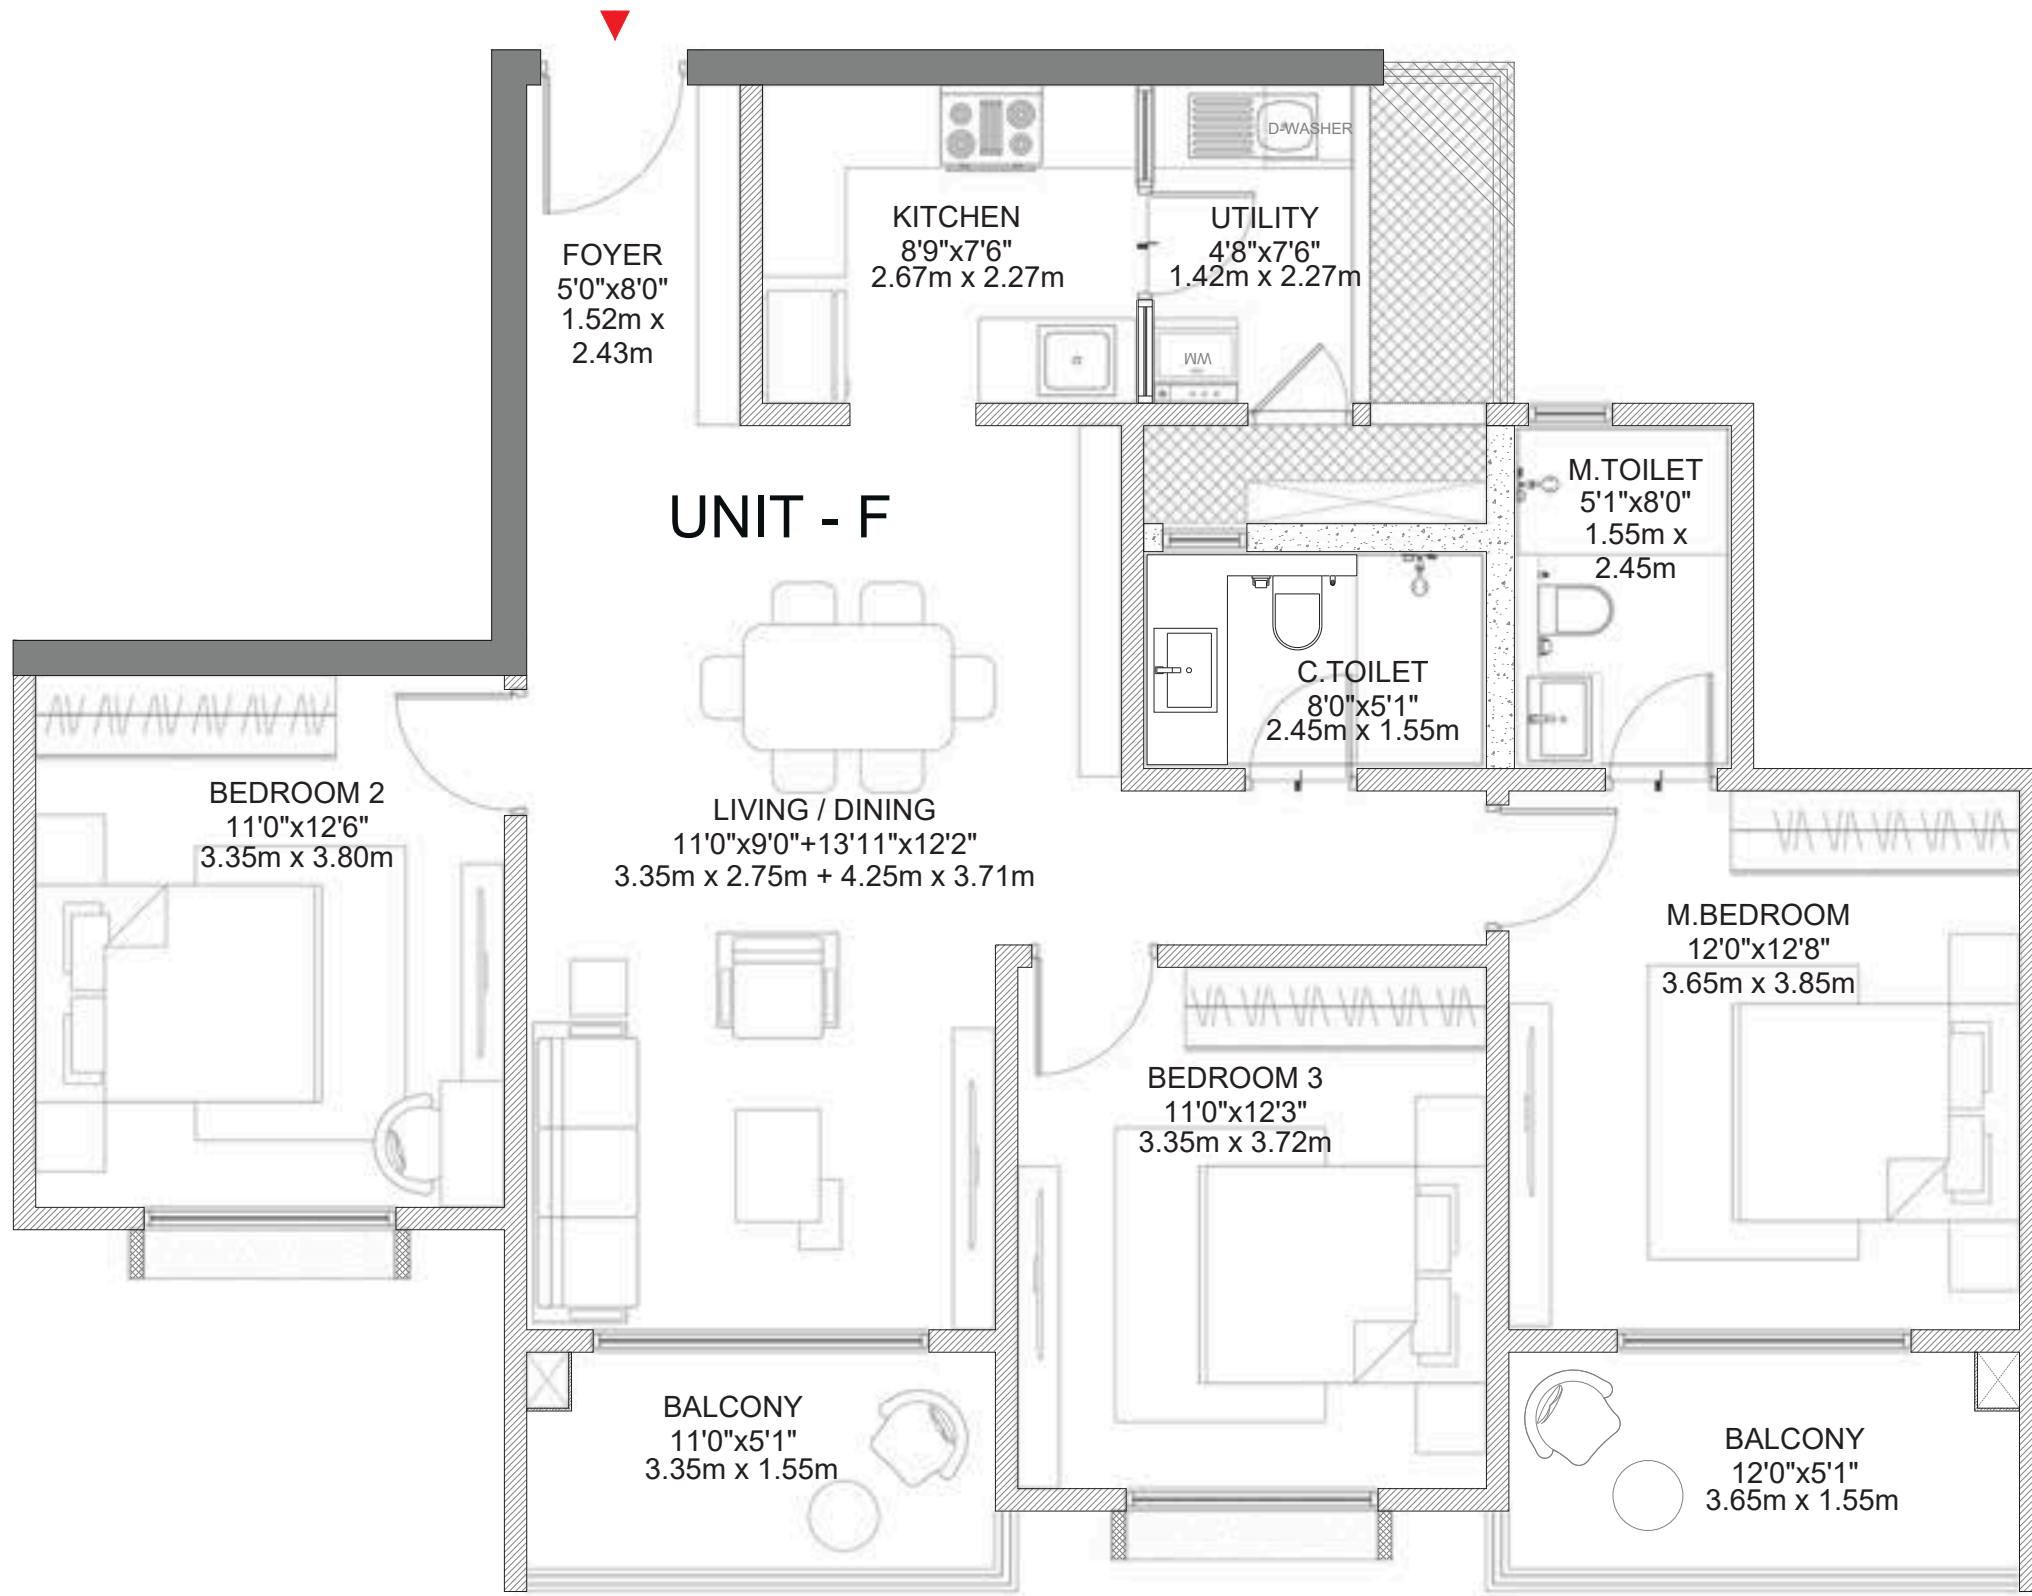 D-WASHER
KITCHEN
8'9"x7'6"
2.67m x 2.27m
UTILITY
4'8"x7'6"
1.42m x 2.27m
FOYER
5'0"x8'0"
1.52m x
2.43m
WM
UNIT - F
M.TOILET
5'1"x8'0"
1.55m x
2.45m
C.TOILET
8'0"x5'1"
2.45m x 1.55m
BEDROOM 2
11'0"x12'6"
3.35m x 3.80m
LIVING / DINING
11'0"x9'0"+13'11"x12'2"
3.35m x 2.75m + 4.25m x 3.71m
M.BEDROOM
12'0"x12'8"
3.65m x 3.85m
BEDROOM 3
11'0"x12'3"
3.35m x 3.72m
BALCONY
11'0"x5'1"
3.35m x 1.55m
BALCONY
12'0"x5'1"
3.65m x 1.55m